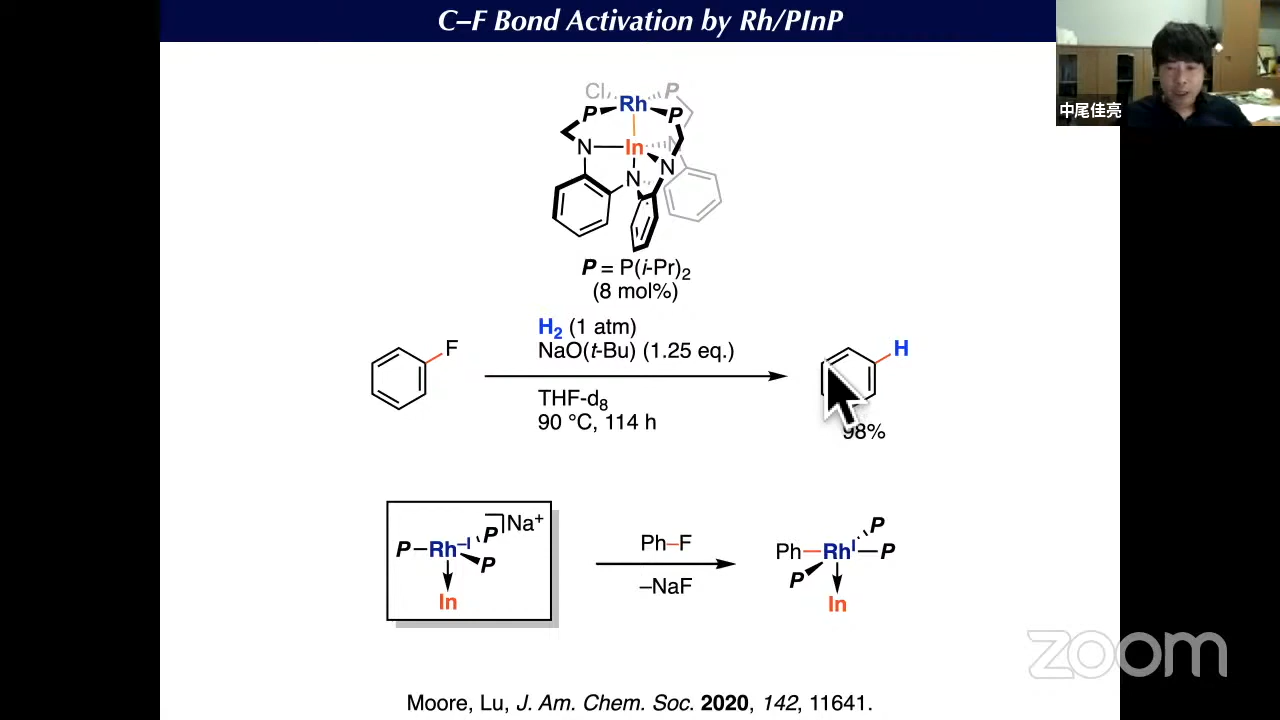 C–F Bond Activation by Rh/PInP
中尾佳亮
Cl Rh P
P P
N In N
N N
P = P(i-Pr)2
(8 mol%)
H2 (1 atm)
NaO(t-Bu) (1.25 eq.)
F
H
THF-d8
90 °C, 114 h
98%
P–Rh–I P P Na+
In
Ph–F
–NaF
Ph–RhI P P P
In
zoom
Moore, Lu, J. Am. Chem. Soc. 2020, 142, 11641.